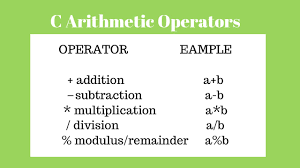 C Arithmetic Operators
OPERATOR EAMPLE
+ addition a+b
−subtraction a-b
* multiplication a*b
/ division a/b
% modulus/remainder a%b